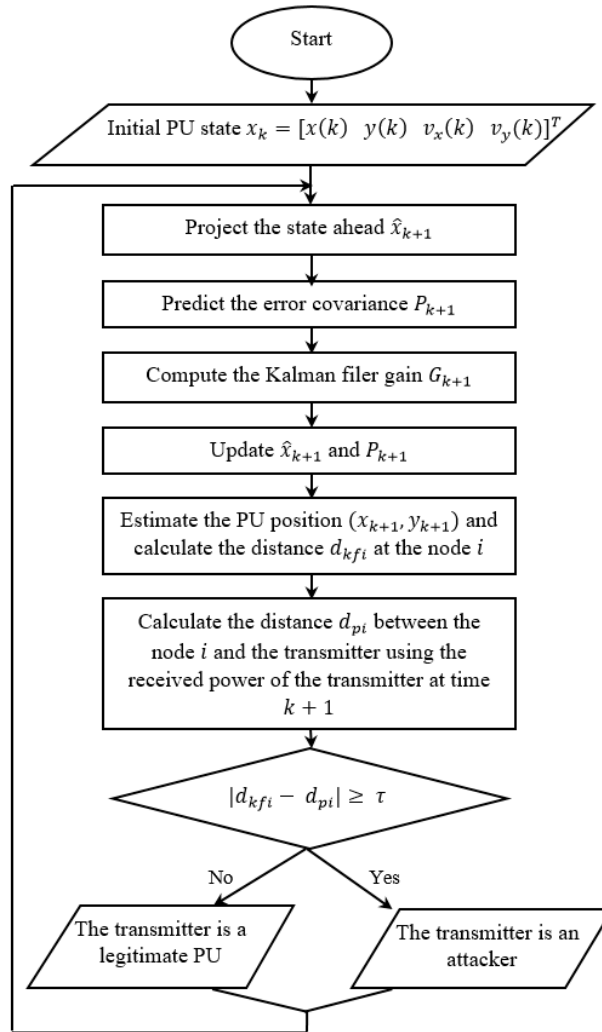 Start
Initial PU state x_k = [x(k) y(k) v_x(k) v_y(k)]^T
Project the state ahead x̂_{k+1}
Predict the error covariance P_{k+1}
Compute the Kalman filer gain G_{k+1}
Update x̂_{k+1} and P_{k+1}
Estimate the PU position (x_{k+1}, y_{k+1}) and
calculate the distance d_{kfi} at the node i
Calculate the distance d_{pi} between the
node i and the transmitter using the
received power of the transmitter at time
k + 1
|d_{kfi} − d_{pi}| ≥ τ
No
Yes
The transmitter is a
legitimate PU
The transmitter is an
attacker